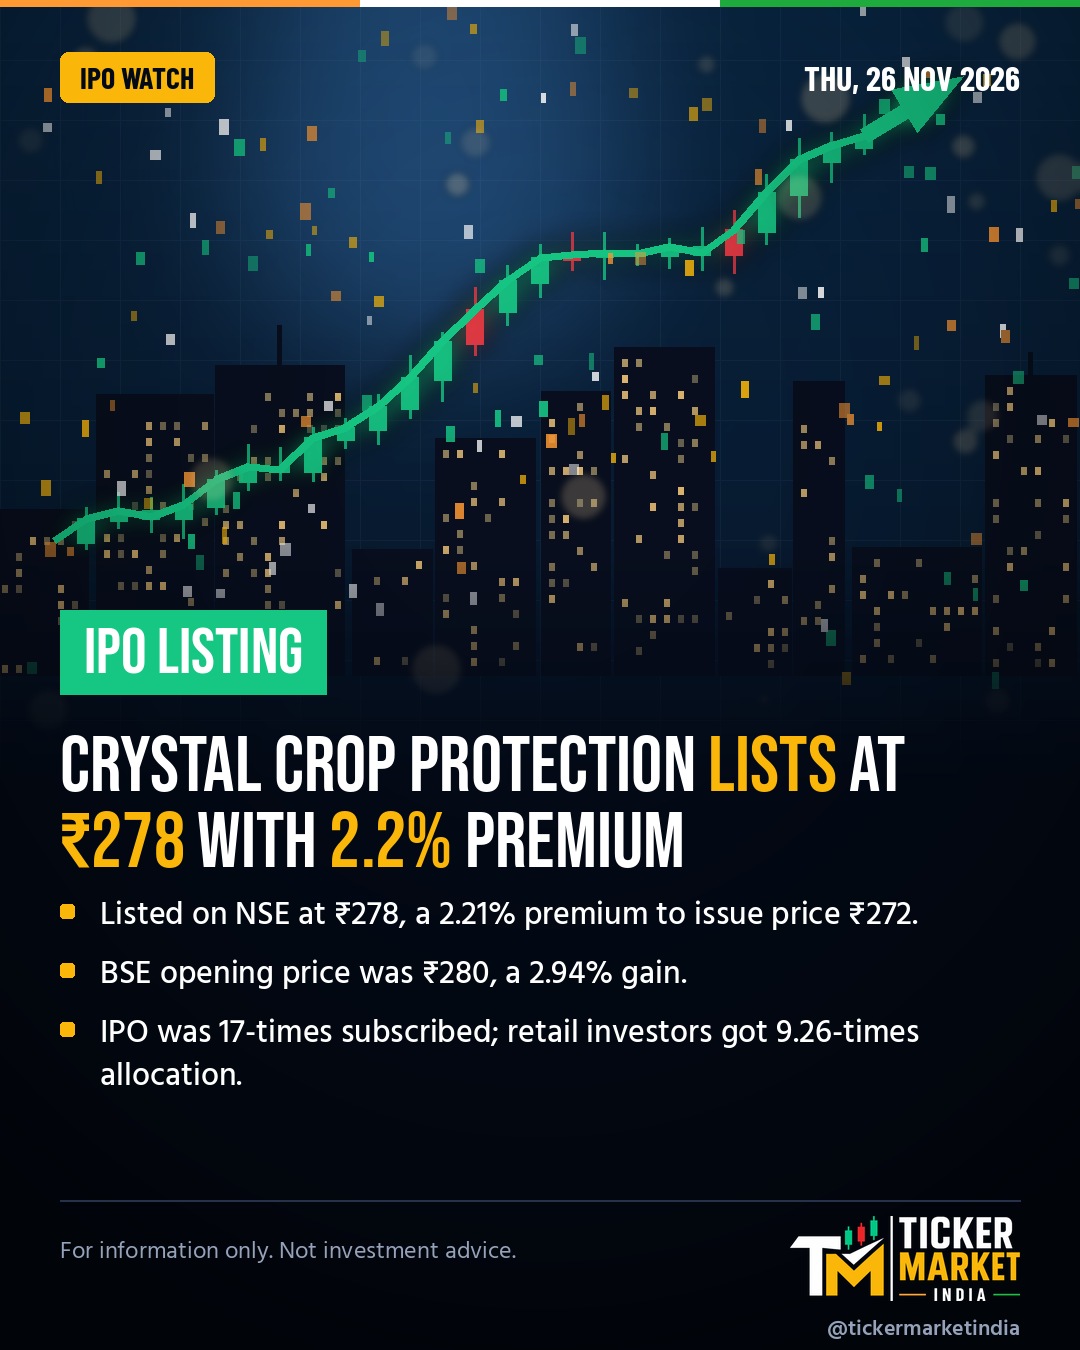 IPO WATCH
THU, 26 NOV 2026
IPO LISTING
CRYSTAL CROP PROTECTION LISTS AT
₹278 WITH 2.2% PREMIUM
Listed on NSE at ₹278, a 2.21% premium to issue price ₹272.
BSE opening price was ₹280, a 2.94% gain.
IPO was 17-times subscribed; retail investors got 9.26-times
allocation.
For information only. Not investment advice.
TM
TICKER
MARKET
INDIA
@tickermarketindia